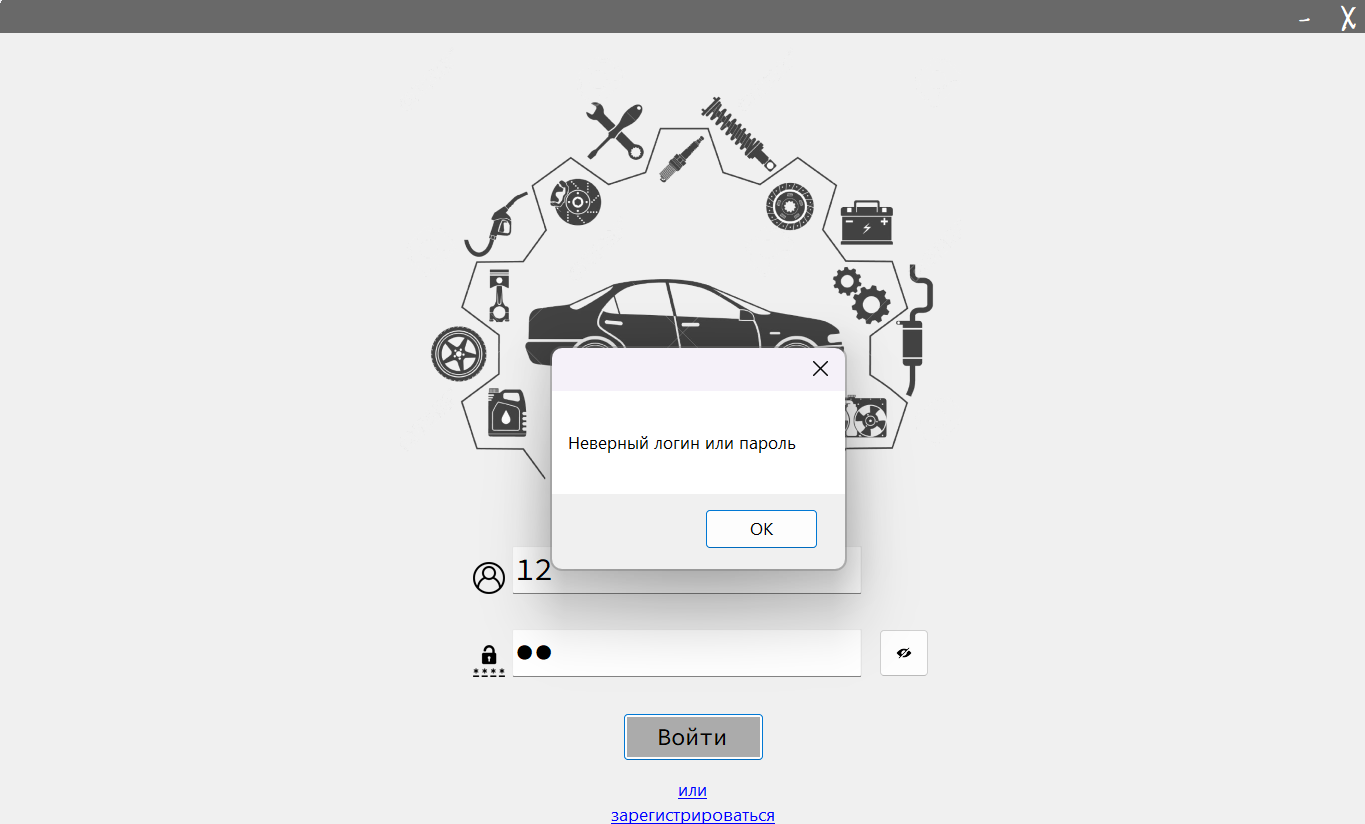 Неверный логин или пароль
OK
12
Войти
или
зарегистрироваться